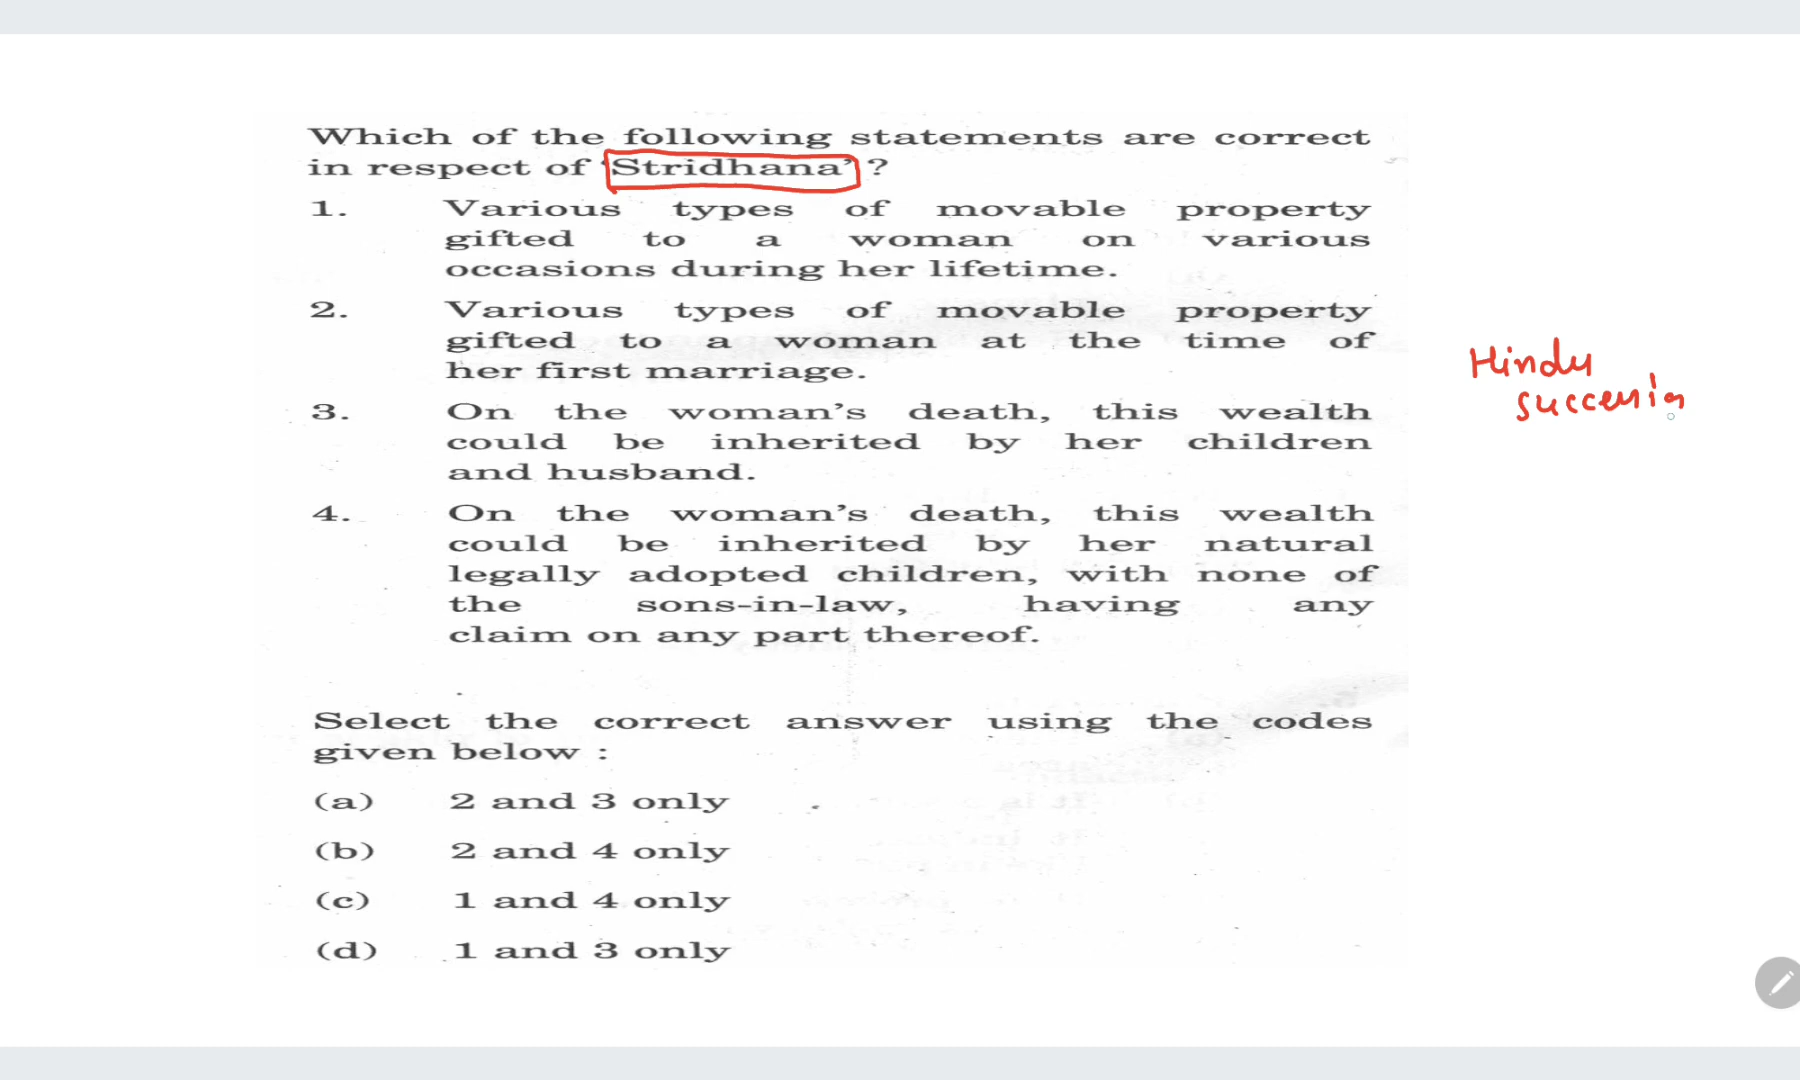 Which of the following statements are correct
in respect of 'Stridhana' ?
1. Various types of movable property
gifted to a woman on various
occasions during her lifetime.
2. Various types of movable property
gifted to a woman at the time of
her first marriage.
3. On the woman's death, this wealth
could be inherited by her children
and husband.
4. On the woman's death, this wealth
could be inherited by her natural
legally adopted children, with none of
the sons-in-law, having any
claim on any part thereof.
Select the correct answer using the codes
given below :
(a) 2 and 3 only
(b) 2 and 4 only
(c) 1 and 4 only
(d) 1 and 3 only
Hindu